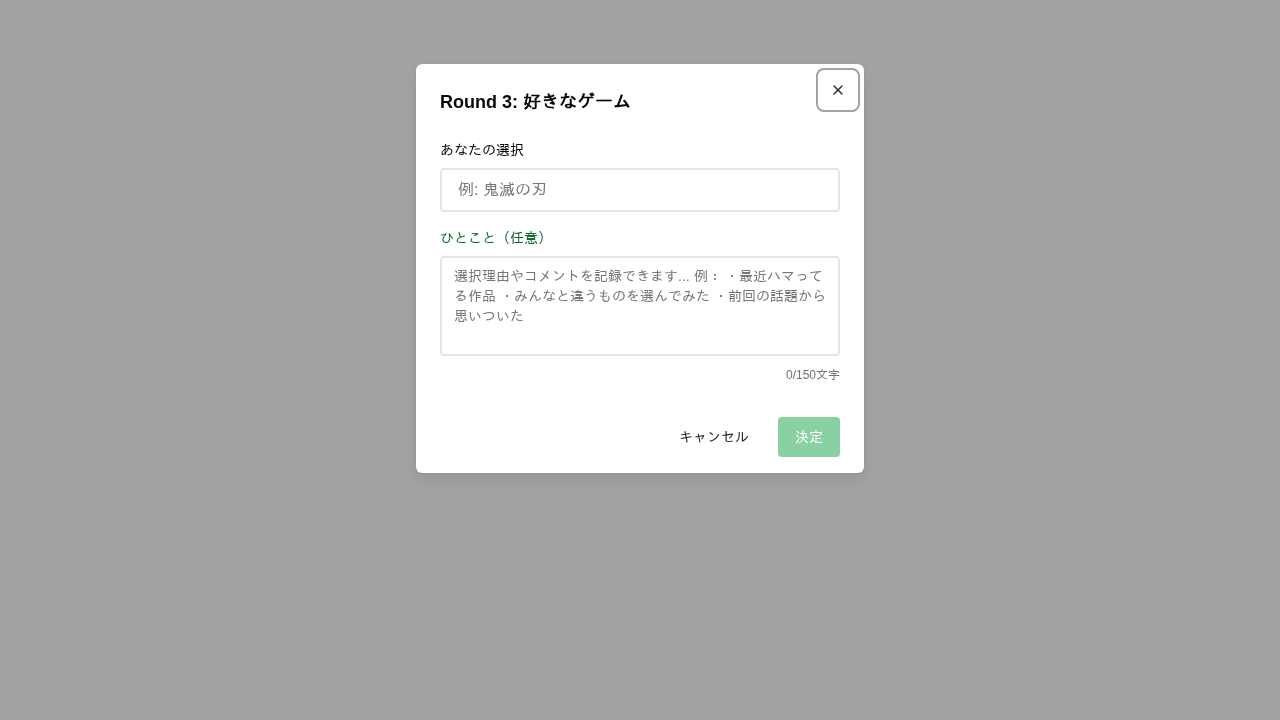 Round 3: 好きなゲーム
×
あなたの選択
例: 鬼滅の刃
ひとこと（任意）
選択理由やコメントを記録できます... 例： ・最近ハマって
る作品 ・みんなと違うものを選んでみた ・前回の話題から
思いついた
0/150文字
キャンセル
決定